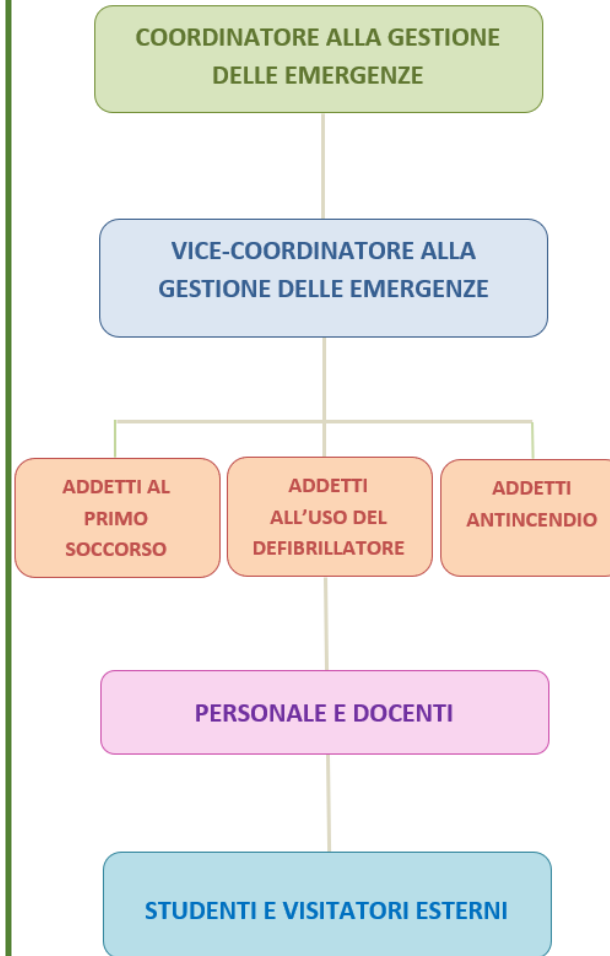 COORDINATORE ALLA GESTIONE
DELLE EMERGENZE
VICE-COORDINATORE ALLA
GESTIONE DELLE EMERGENZE
ADDETTI AL
PRIMO
SOCCORSO
ADDETTI
ALL'USO DEL
DEFIBRILLATORE
ADDETTI
ANTINCENDIO
PERSONALE E DOCENTI
STUDENTI E VISITATORI ESTERNI